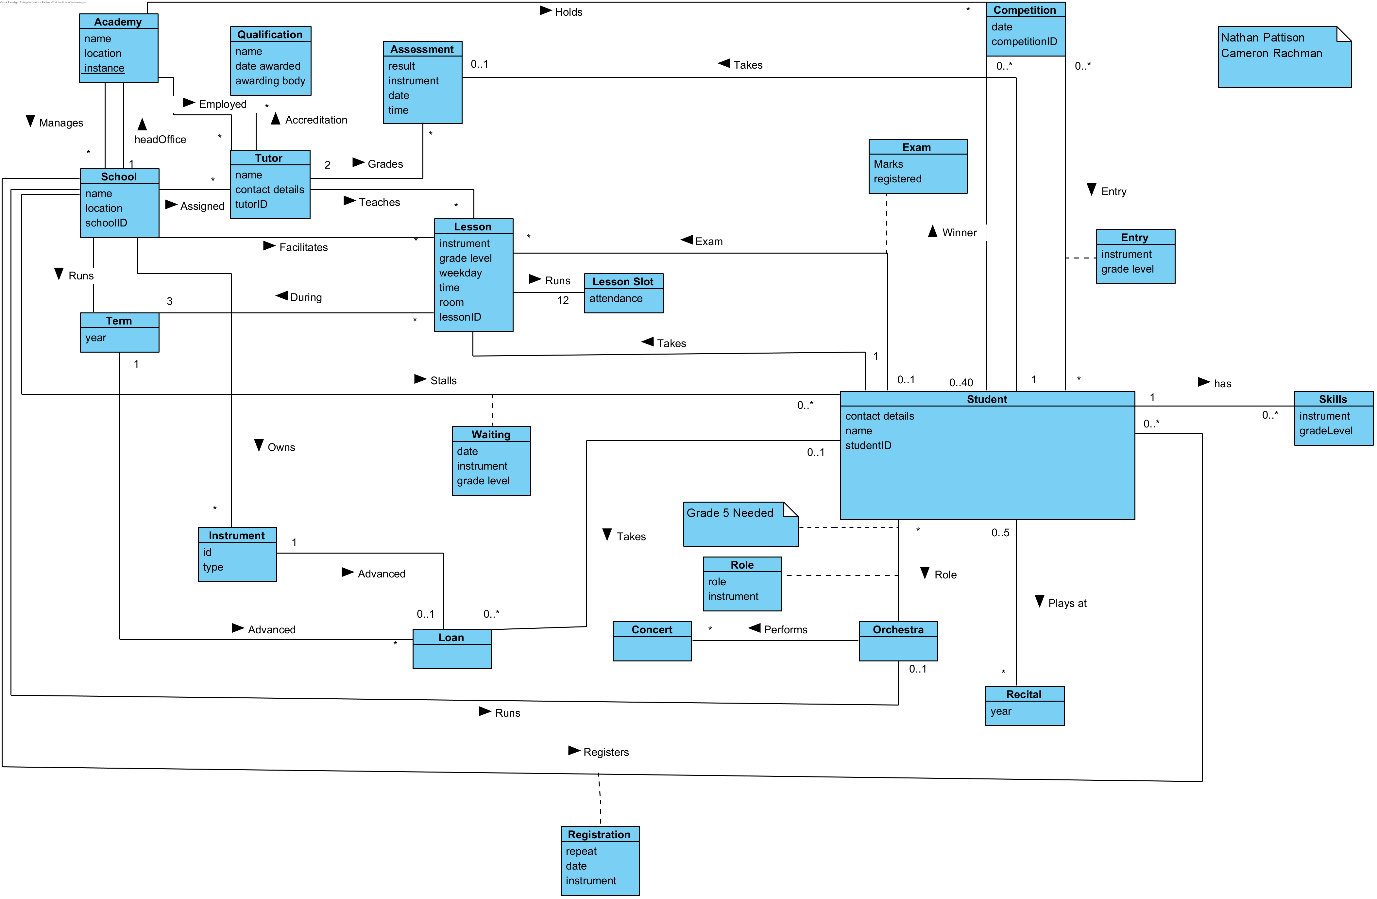 Academy
name
location
instance
Qualification
name
date awarded
awarding body
Assessment
result
instrument
date
time
Holds
*
Competition
date
competitionID
Nathan Pattison
Cameron Rachman
0..1
Takes
0..*
0..*
Employed
*
Accreditation
Manages
headOffice
*
*
*
1
Tutor
name
contact details
tutorID
2
Grades
Exam
Marks
registered
School
name
location
schoolID
*
Assigned
Teaches
*
Entry
Lesson
instrument
grade level
weekday
time
room
lessonID
*
*
Facilitates
Exam
Winner
Entry
instrument
grade level
Runs
Runs
12
Lesson Slot
attendance
3
During
*
Term
year
1
Takes
1
0..1
0..40
1
*
has
Stalls
0..*
Student
contact details
name
studentID
1
0..*
Skills
instrument
gradeLevel
0..*
Waiting
date
instrument
grade level
Owns
0..1
*
Instrument
id
type
1
Advanced
Takes
Grade 5 Needed
*
0..5
Role
role
instrument
Role
Plays at
0..1
0..*
Advanced
*
Loan
Concert
*
Performs
Orchestra
0..1
*
Recital
year
Runs
Registers
Registration
repeat
date
instrument